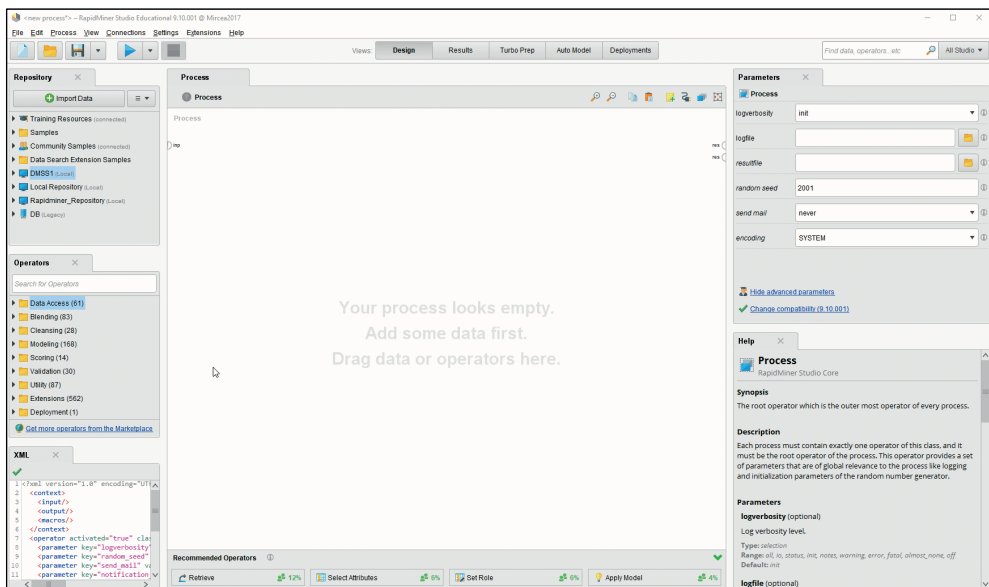 <new process*> – RapidMiner Studio Educational 9.10.001 @ Mircea2017
File Edit Process View Connections Settings Extensions Help
Views: Design Results Turbo Prep Auto Model Deployments Find data, operators...etc All Studio
Repository
Import Data
Training Resources (connected)
Samples
Community Samples (connected)
Data Search Extension Samples
DMSS1 (Local)
Local Repository (Local)
Rapidminer_Repository (Local)
DB (Legacy)
Operators
Search for Operators
Data Access (61)
Blending (83)
Cleansing (28)
Modeling (168)
Scoring (14)
Validation (30)
Utility (87)
Extensions (562)
Deployment (1)
Get more operators from the Marketplace
XML
1 <?xml version="1.0" encoding="UTF
2 <context>
3 <input/>
4 <output/>
5 <macros/>
6 </context>
7 <operator activated="true" clas
8 <parameter key="logverbosity"
9 <parameter key="random_seed"
10 <parameter key="send_mail" va
11 <parameter key="notification_
Process
Process
Process
inp
res
res
Your process looks empty.
Add some data first.
Drag data or operators here.
Recommended Operators
Retrieve 12% Select Attributes 6% Set Role 6% Apply Model 4%
Parameters
Process
logverbosity init
logfile
resultfile
random seed 2001
send mail never
encoding SYSTEM
Hide advanced parameters
Change compatibility (9.10.001)
Help
Process
RapidMiner Studio Core
Synopsis
The root operator which is the outer most operator of every process.
Description
Each process must contain exactly one operator of this class, and it
must be the root operator of the process. This operator provides a set
of parameters that are of global relevance to the process like logging
and initialization parameters of the random number generator.
Parameters
logverbosity (optional)
Log verbosity level.
Type: selection
Range: all, io, status, init, notes, warning, error, fatal, almost_none, off
Default: init
logfile (optional)